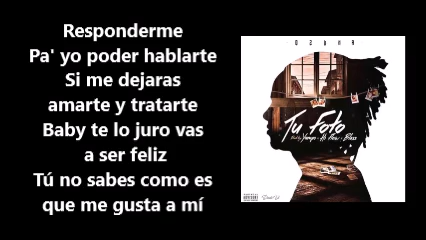 Responderme
Pa' yo poder hablarte
Si me dejaras
amarte y tratarte
Baby te lo juro vas
a ser feliz
Tú no sabes como es
que me gusta a mí
OZUNA
Tu Foto